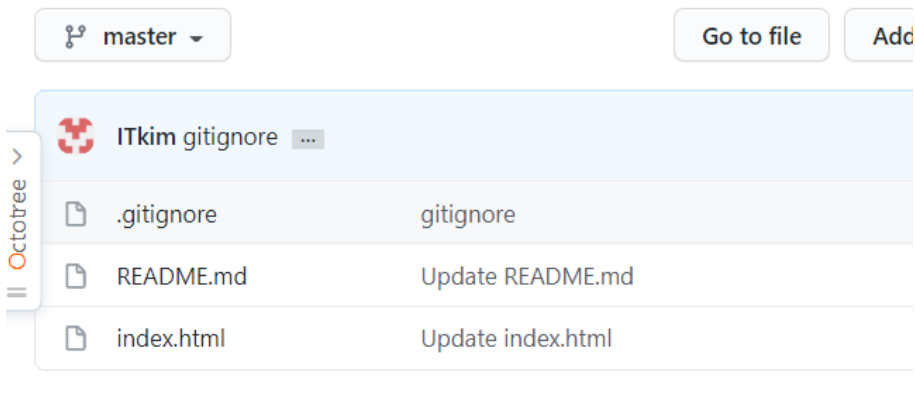 master
Go to file
ITkim gitignore ...
Octotree
.gitignore gitignore
README.md Update README.md
index.html Update index.html